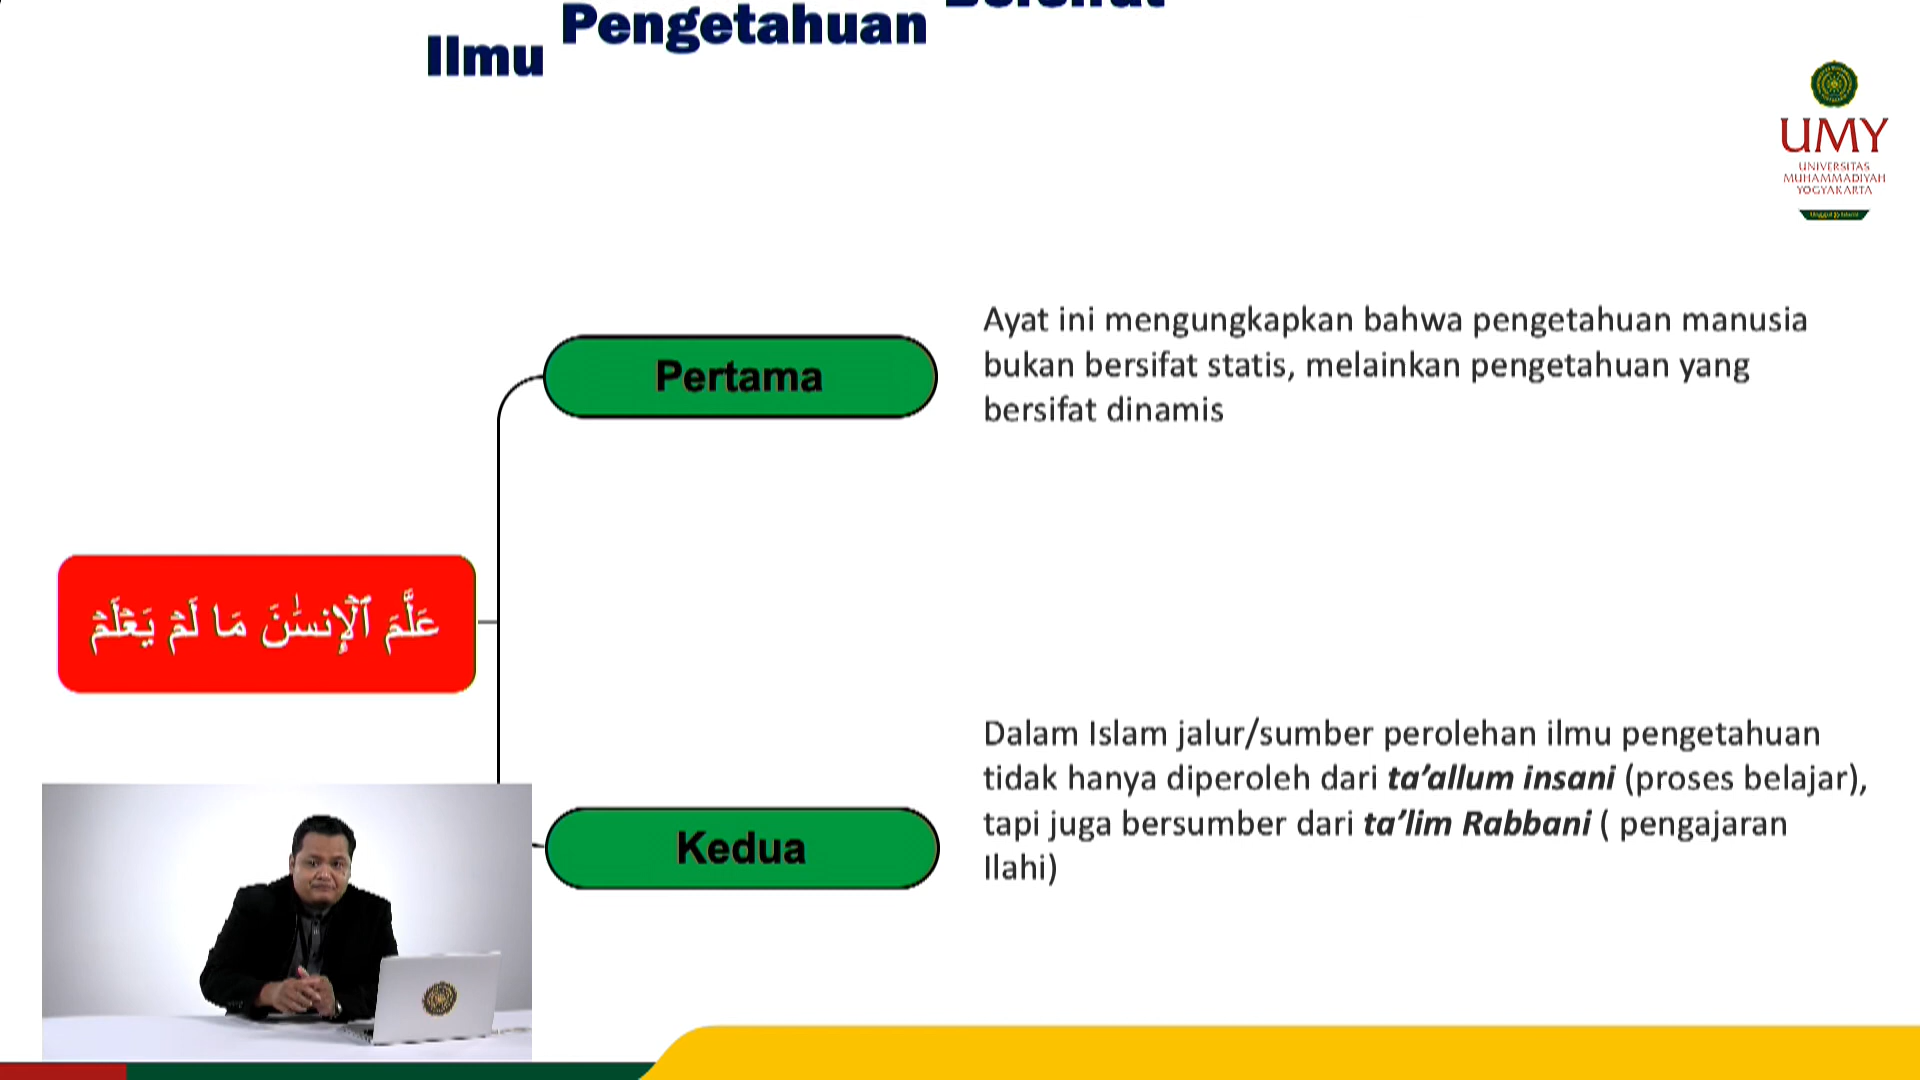 Ilmu Pengetahuan
UMY
UNIVERSITAS
MUHAMMADIYAH
YOGYAKARTA
Pertama
Ayat ini mengungkapkan bahwa pengetahuan manusia
bukan bersifat statis, melainkan pengetahuan yang
bersifat dinamis
عَلَّمَ ٱلْإِنسَٰنَ مَا لَمْ يَعْلَمْ
Kedua
Dalam Islam jalur/sumber perolehan ilmu pengetahuan
tidak hanya diperoleh dari ta’allum insani (proses belajar),
tapi juga bersumber dari ta’lim Rabbani ( pengajaran
Ilahi)